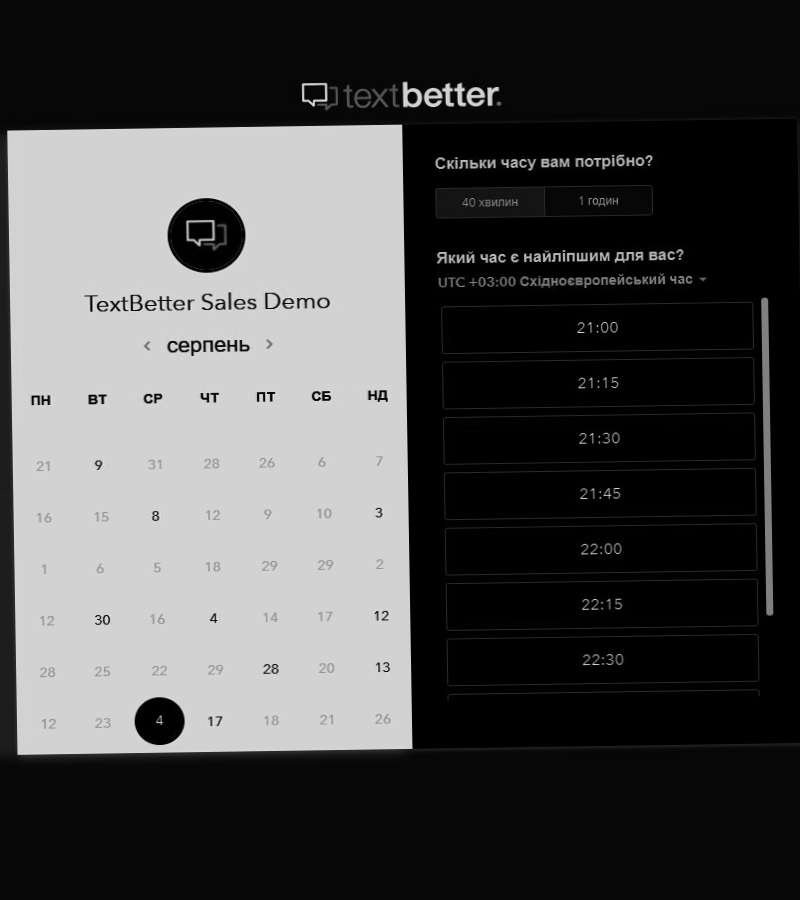 textbetter.
TextBetter Sales Demo
серпень
ПН ВТ СР ЧТ ПТ СБ НД
21 9 31 28 26 6 7
16 15 8 12 9 10 3
1 6 5 18 29 29 2
12 30 16 4 14 17 12
28 25 22 29 28 20 13
12 23 4 17 18 21 26
Скільки часу вам потрібно?
40 хвилин 1 годин
Який час є найліпшим для вас?
UTC +03:00 Східноєвропейський час
21:00
21:15
21:30
21:45
22:00
22:15
22:30